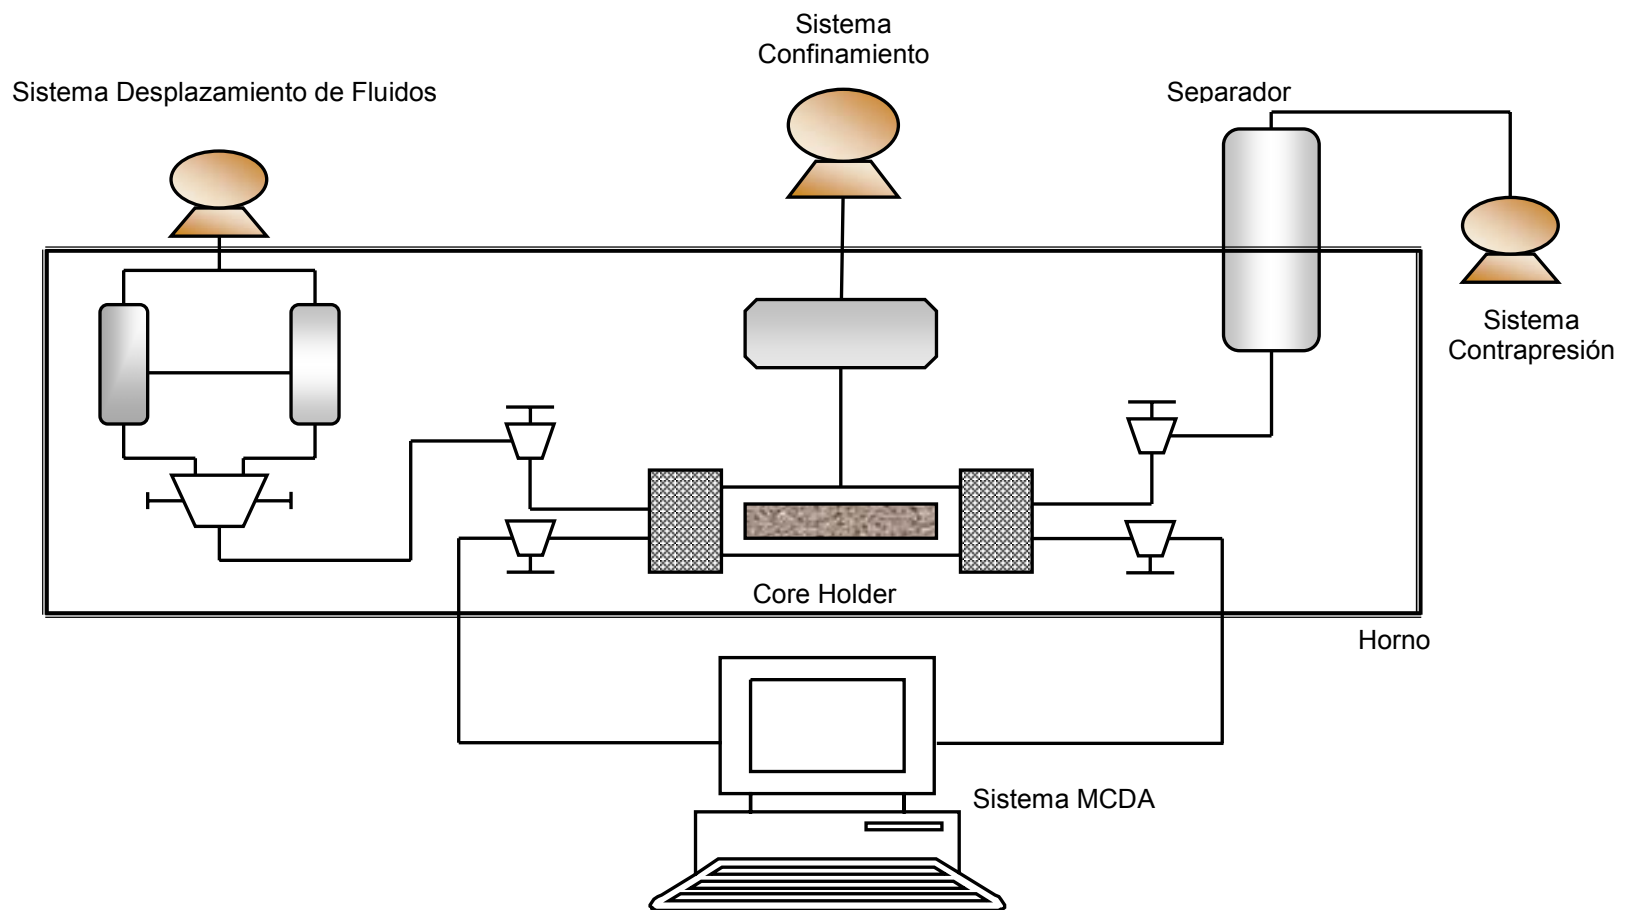 Sistema
Confinamiento
Sistema Desplazamiento de Fluidos
Separador
Sistema
Contrapresión
Core Holder
Horno
Sistema MCDA